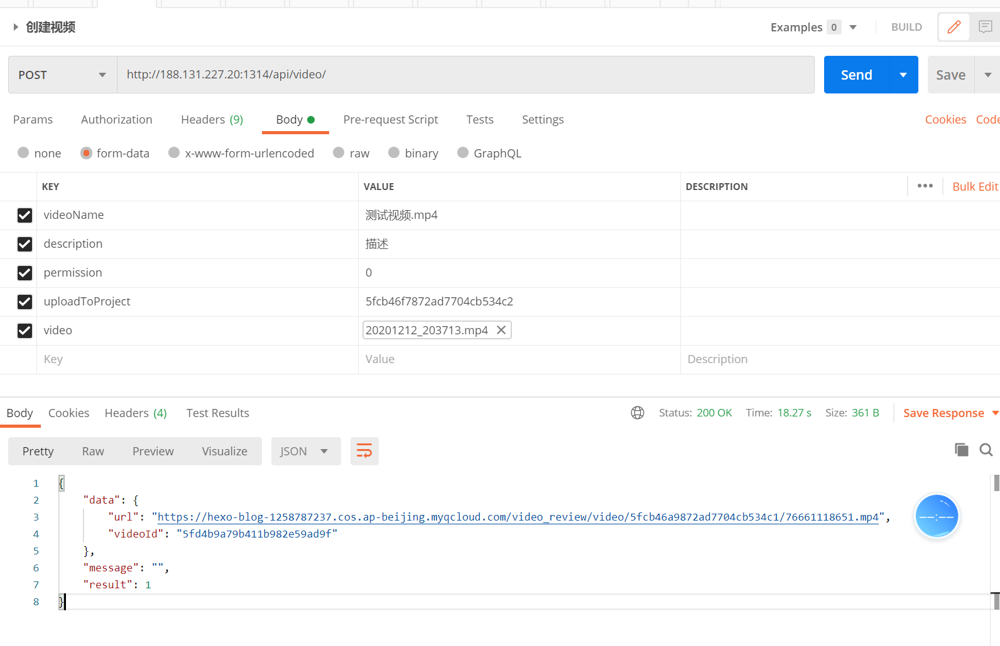 创建视频 Examples 0 BUILD
POST http://188.131.227.20:1314/api/video/ Send Save
Params Authorization Headers (9) Body Pre-request Script Tests Settings Cookies Code
none form-data x-www-form-urlencoded raw binary GraphQL
KEY VALUE DESCRIPTION ••• Bulk Edit
videoName 测试视频.mp4
description 描述
permission 0
uploadToProject 5fcb46f7872ad7704cb534c2
video 20201212_203713.mp4
Key Value Description
Body Cookies Headers (4) Test Results Status: 200 OK Time: 18.27 s Size: 361 B Save Response
Pretty Raw Preview Visualize JSON
1 {
2 "data": {
3 "url": "https://hexo-blog-1258787237.cos.ap-beijing.myqcloud.com/video_review/video/5fcb46a9872ad7704cb534c1/76661118651.mp4",
4 "videoId": "5fd4b9a79b411b982e59ad9f"
5 },
6 "message": "",
7 "result": 1
8 }
--:--